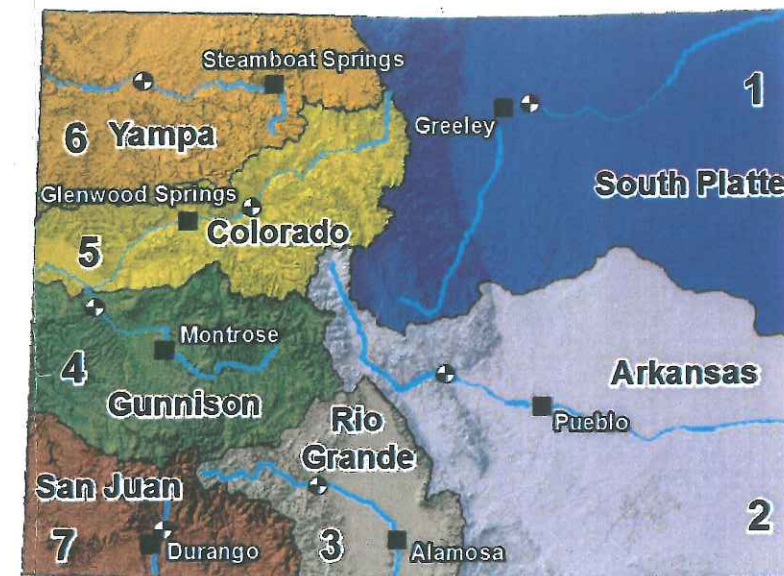 Steamboat Springs
1
Greeley
6 Yampa
South Platte
Glenwood Springs
Colorado
5
Montrose
4
Arkansas
Gunnison
Pueblo
Rio
Grande
San Juan
2
7
Durango
3
Alamosa